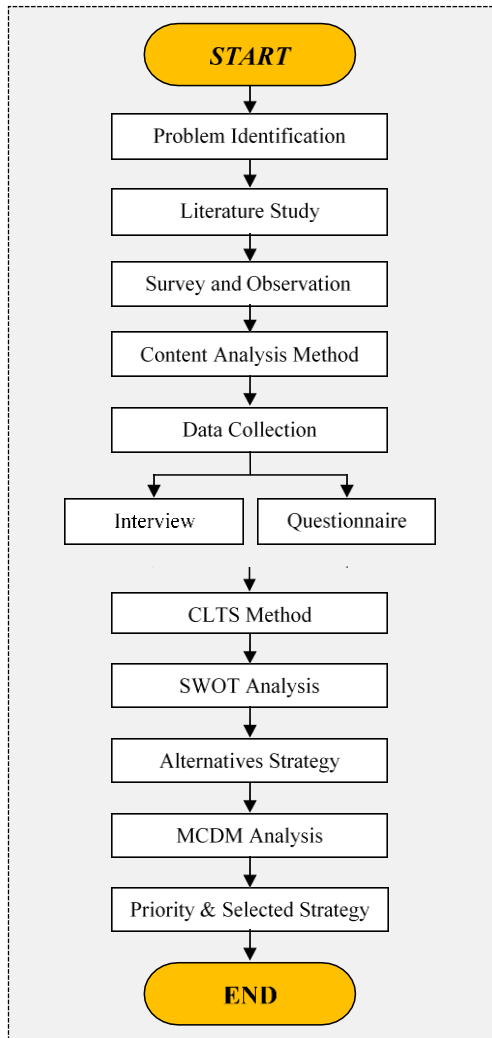 START
Problem Identification
Literature Study
Survey and Observation
Content Analysis Method
Data Collection
Interview
Questionnaire
CLTS Method
SWOT Analysis
Alternatives Strategy
MCDM Analysis
Priority & Selected Strategy
END